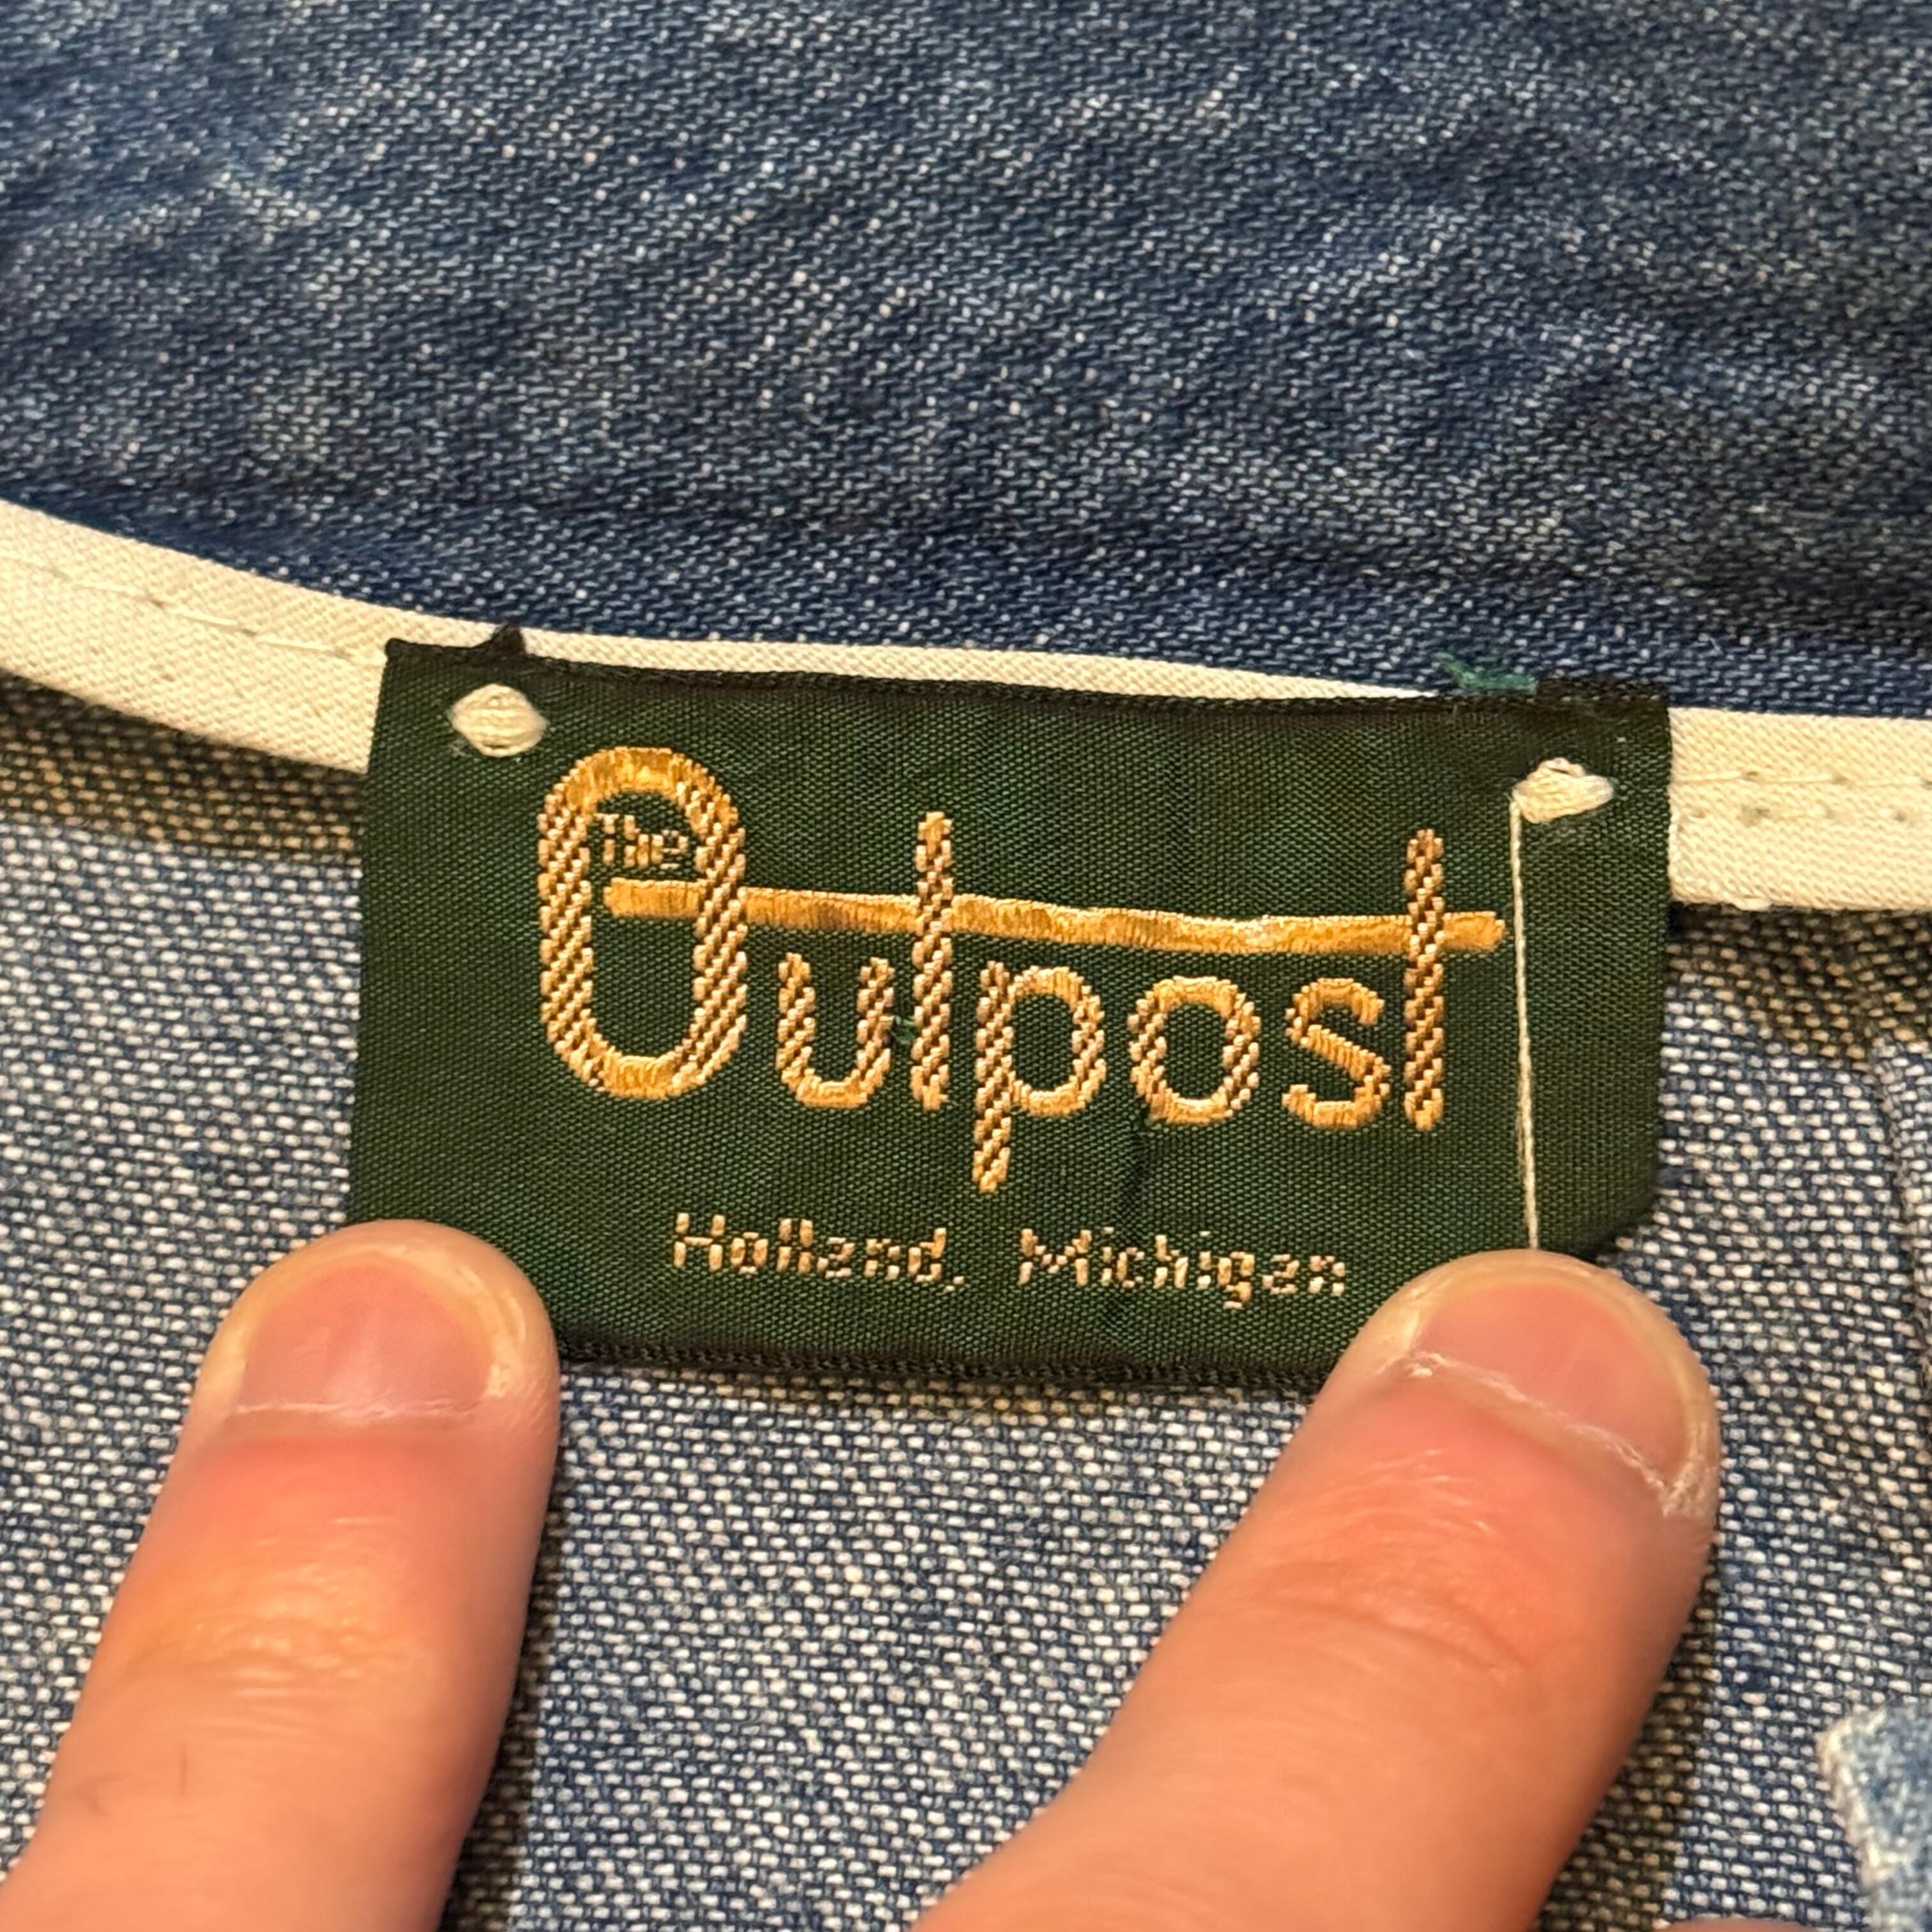 The
Outpost
Holland, Michigan